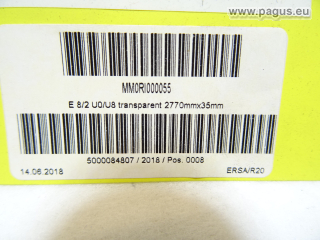 www.pagus.eu
MM0RI000055
E 8/2 U0/U8 transparent 2770mmx35mm
5000084807 / 2018 / Pos. 0008
14.06.2018
ERSA/R20